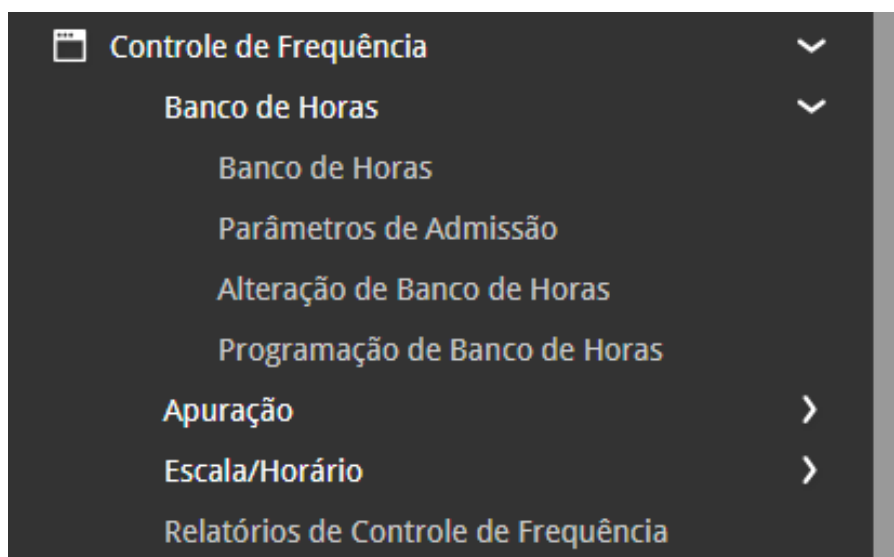 Controle de Frequência
Banco de Horas
Banco de Horas
Parâmetros de Admissão
Alteração de Banco de Horas
Programação de Banco de Horas
Apuração
Escala/Horário
Relatórios de Controle de Frequência